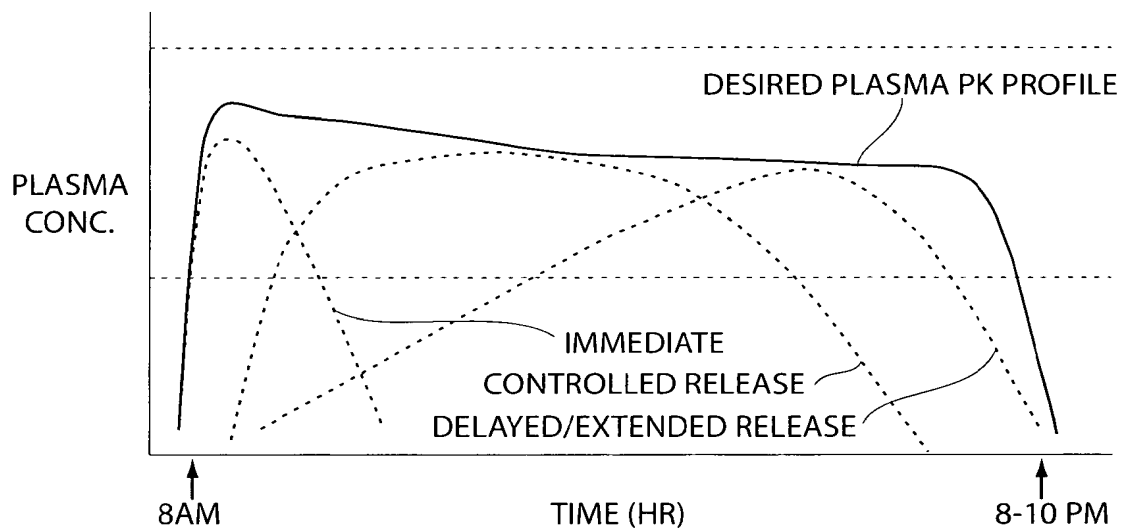 DESIRED PLASMA PK PROFILE
PLASMA
CONC.
IMMEDIATE
CONTROLLED RELEASE
DELAYED/EXTENDED RELEASE
8AM
TIME (HR)
8-10 PM